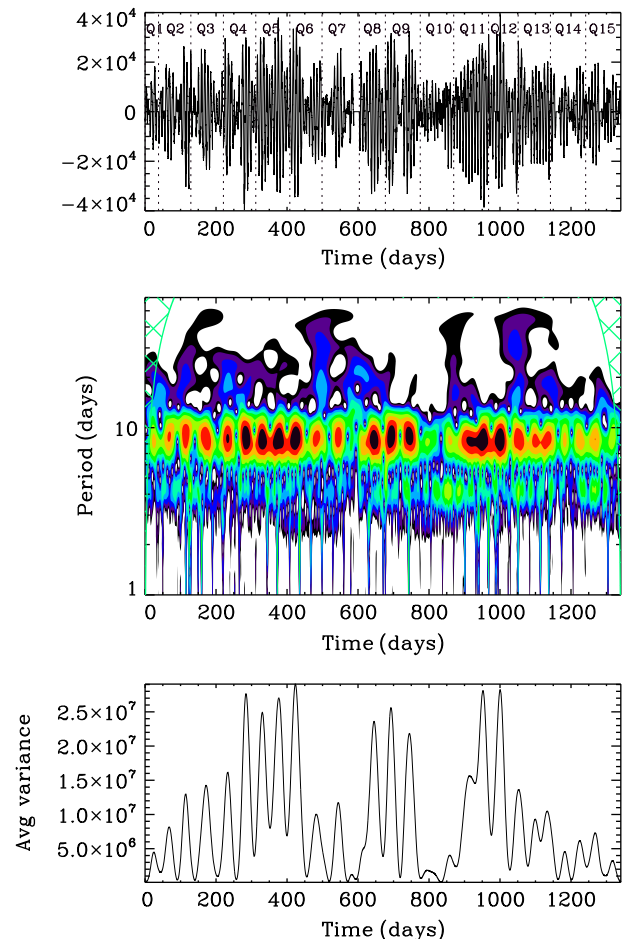 4×10⁴
Q1 Q2 Q3 Q4 Q5 Q6 Q7 Q8 Q9 Q10 Q11 Q12 Q13 Q14 Q15
2×10⁴
0
−2×10⁴
−4×10⁴
0 200 400 600 800 1000 1200
Time (days)
Period (days)
10
1
0 200 400 600 800 1000 1200
Time (days)
Avg variance
2.5×10⁷
2.0×10⁷
1.5×10⁷
1.0×10⁷
5.0×10⁶
0 200 400 600 800 1000 1200
Time (days)